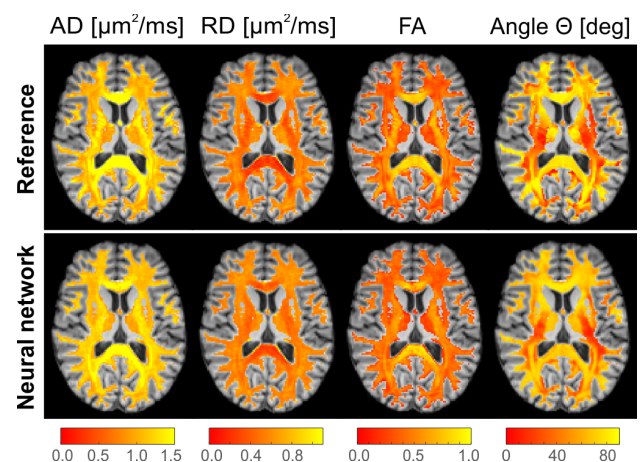 AD [µm²/ms] RD [µm²/ms] FA Angle Θ [deg]
Reference
Neural network
0.0 0.5 1.0 1.5 0.0 0.4 0.8 0.0 0.5 1.0 0 40 80